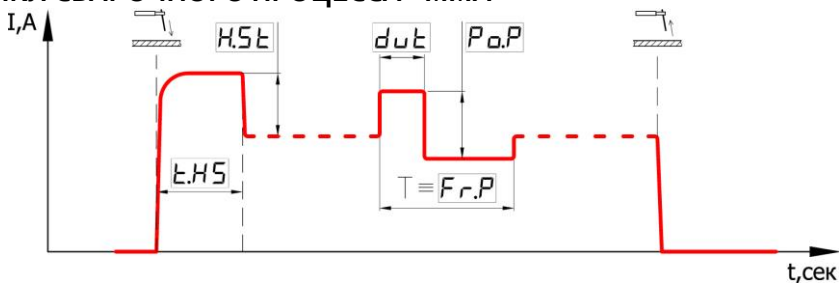 I,A
H.St
dut
Po.P
t.HS
T ≡ Fr.P
t,сек